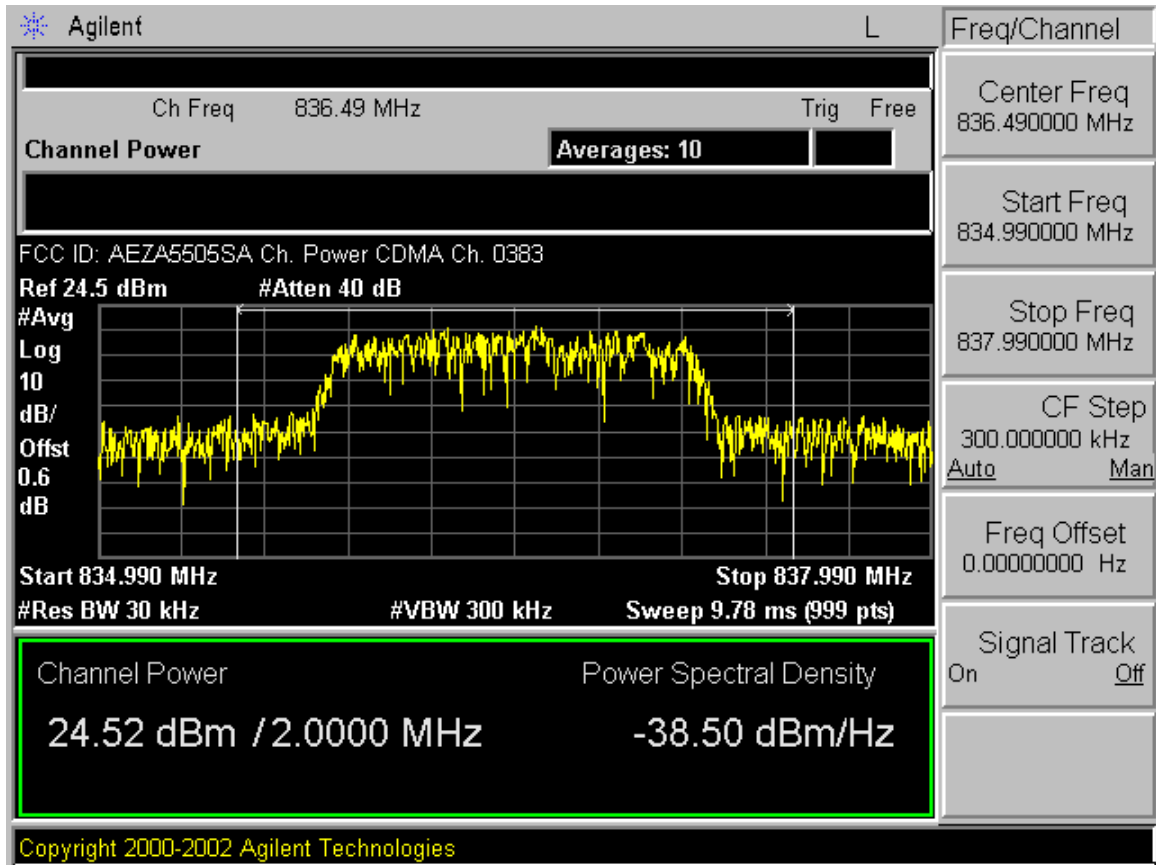 Agilent L
Ch Freq 836.49 MHz Trig Free
Channel Power Averages: 10
FCC ID: AEZA5505SA Ch. Power CDMA Ch. 0383
Ref 24.5 dBm #Atten 40 dB
#Avg
Log
10
dB/
Offst
0.6
dB
Start 834.990 MHz Stop 837.990 MHz
#Res BW 30 kHz #VBW 300 kHz Sweep 9.78 ms (999 pts)
Channel Power Power Spectral Density
24.52 dBm / 2.0000 MHz -38.50 dBm/Hz
Copyright 2000-2002 Agilent Technologies
Freq/Channel
Center Freq
836.490000 MHz
Start Freq
834.990000 MHz
Stop Freq
837.990000 MHz
CF Step
300.000000 kHz
Auto Man
Freq Offset
0.00000000 Hz
Signal Track
On Off